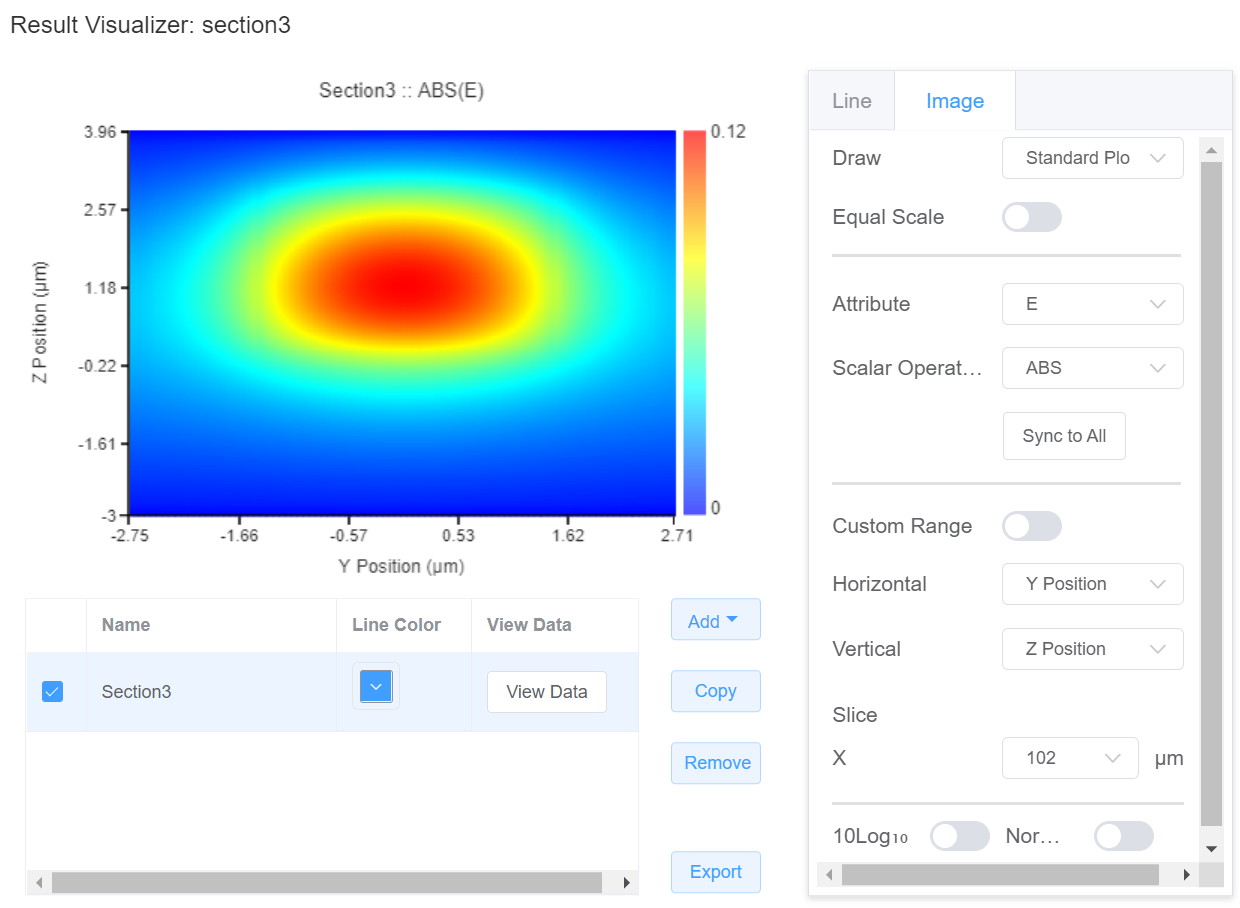 Result Visualizer: section3
Section3 :: ABS(E)
3.96
2.57
1.18
-0.22
-1.61
-3
Z Position (µm)
-2.75 -1.66 -0.57 0.53 1.62 2.71
Y Position (µm)
0.12
0
Name Line Color View Data
Section3 View Data
Add
Copy
Remove
Export
Line Image
Draw Standard Plo
Equal Scale
Attribute E
Scalar Operat...
ABS
Sync to All
Custom Range
Horizontal Y Position
Vertical Z Position
Slice
X 102 µm
10Log₁₀ Nor...